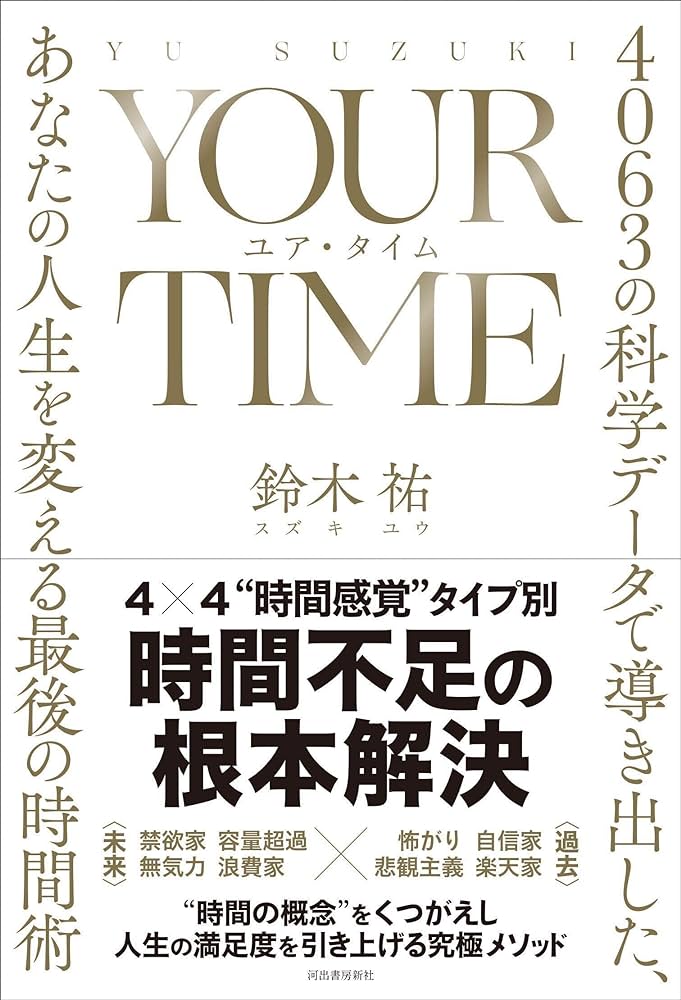 YU SUZUKI
YOUR
ユア・タイム
TIME
4063の科学データで導き出した、
あなたの人生を変える最後の時間術
鈴木 祐
スズキ ユウ
4×4“時間感覚”タイプ別
時間不足の
根本解決
〈未来〉
禁欲家 容量超過
無気力 浪費家
×
怖がり 自信家
悲観主義 楽天家
〈過去〉
“時間の概念”をくつがえし
人生の満足度を引き上げる究極メソッド
河出書房新社